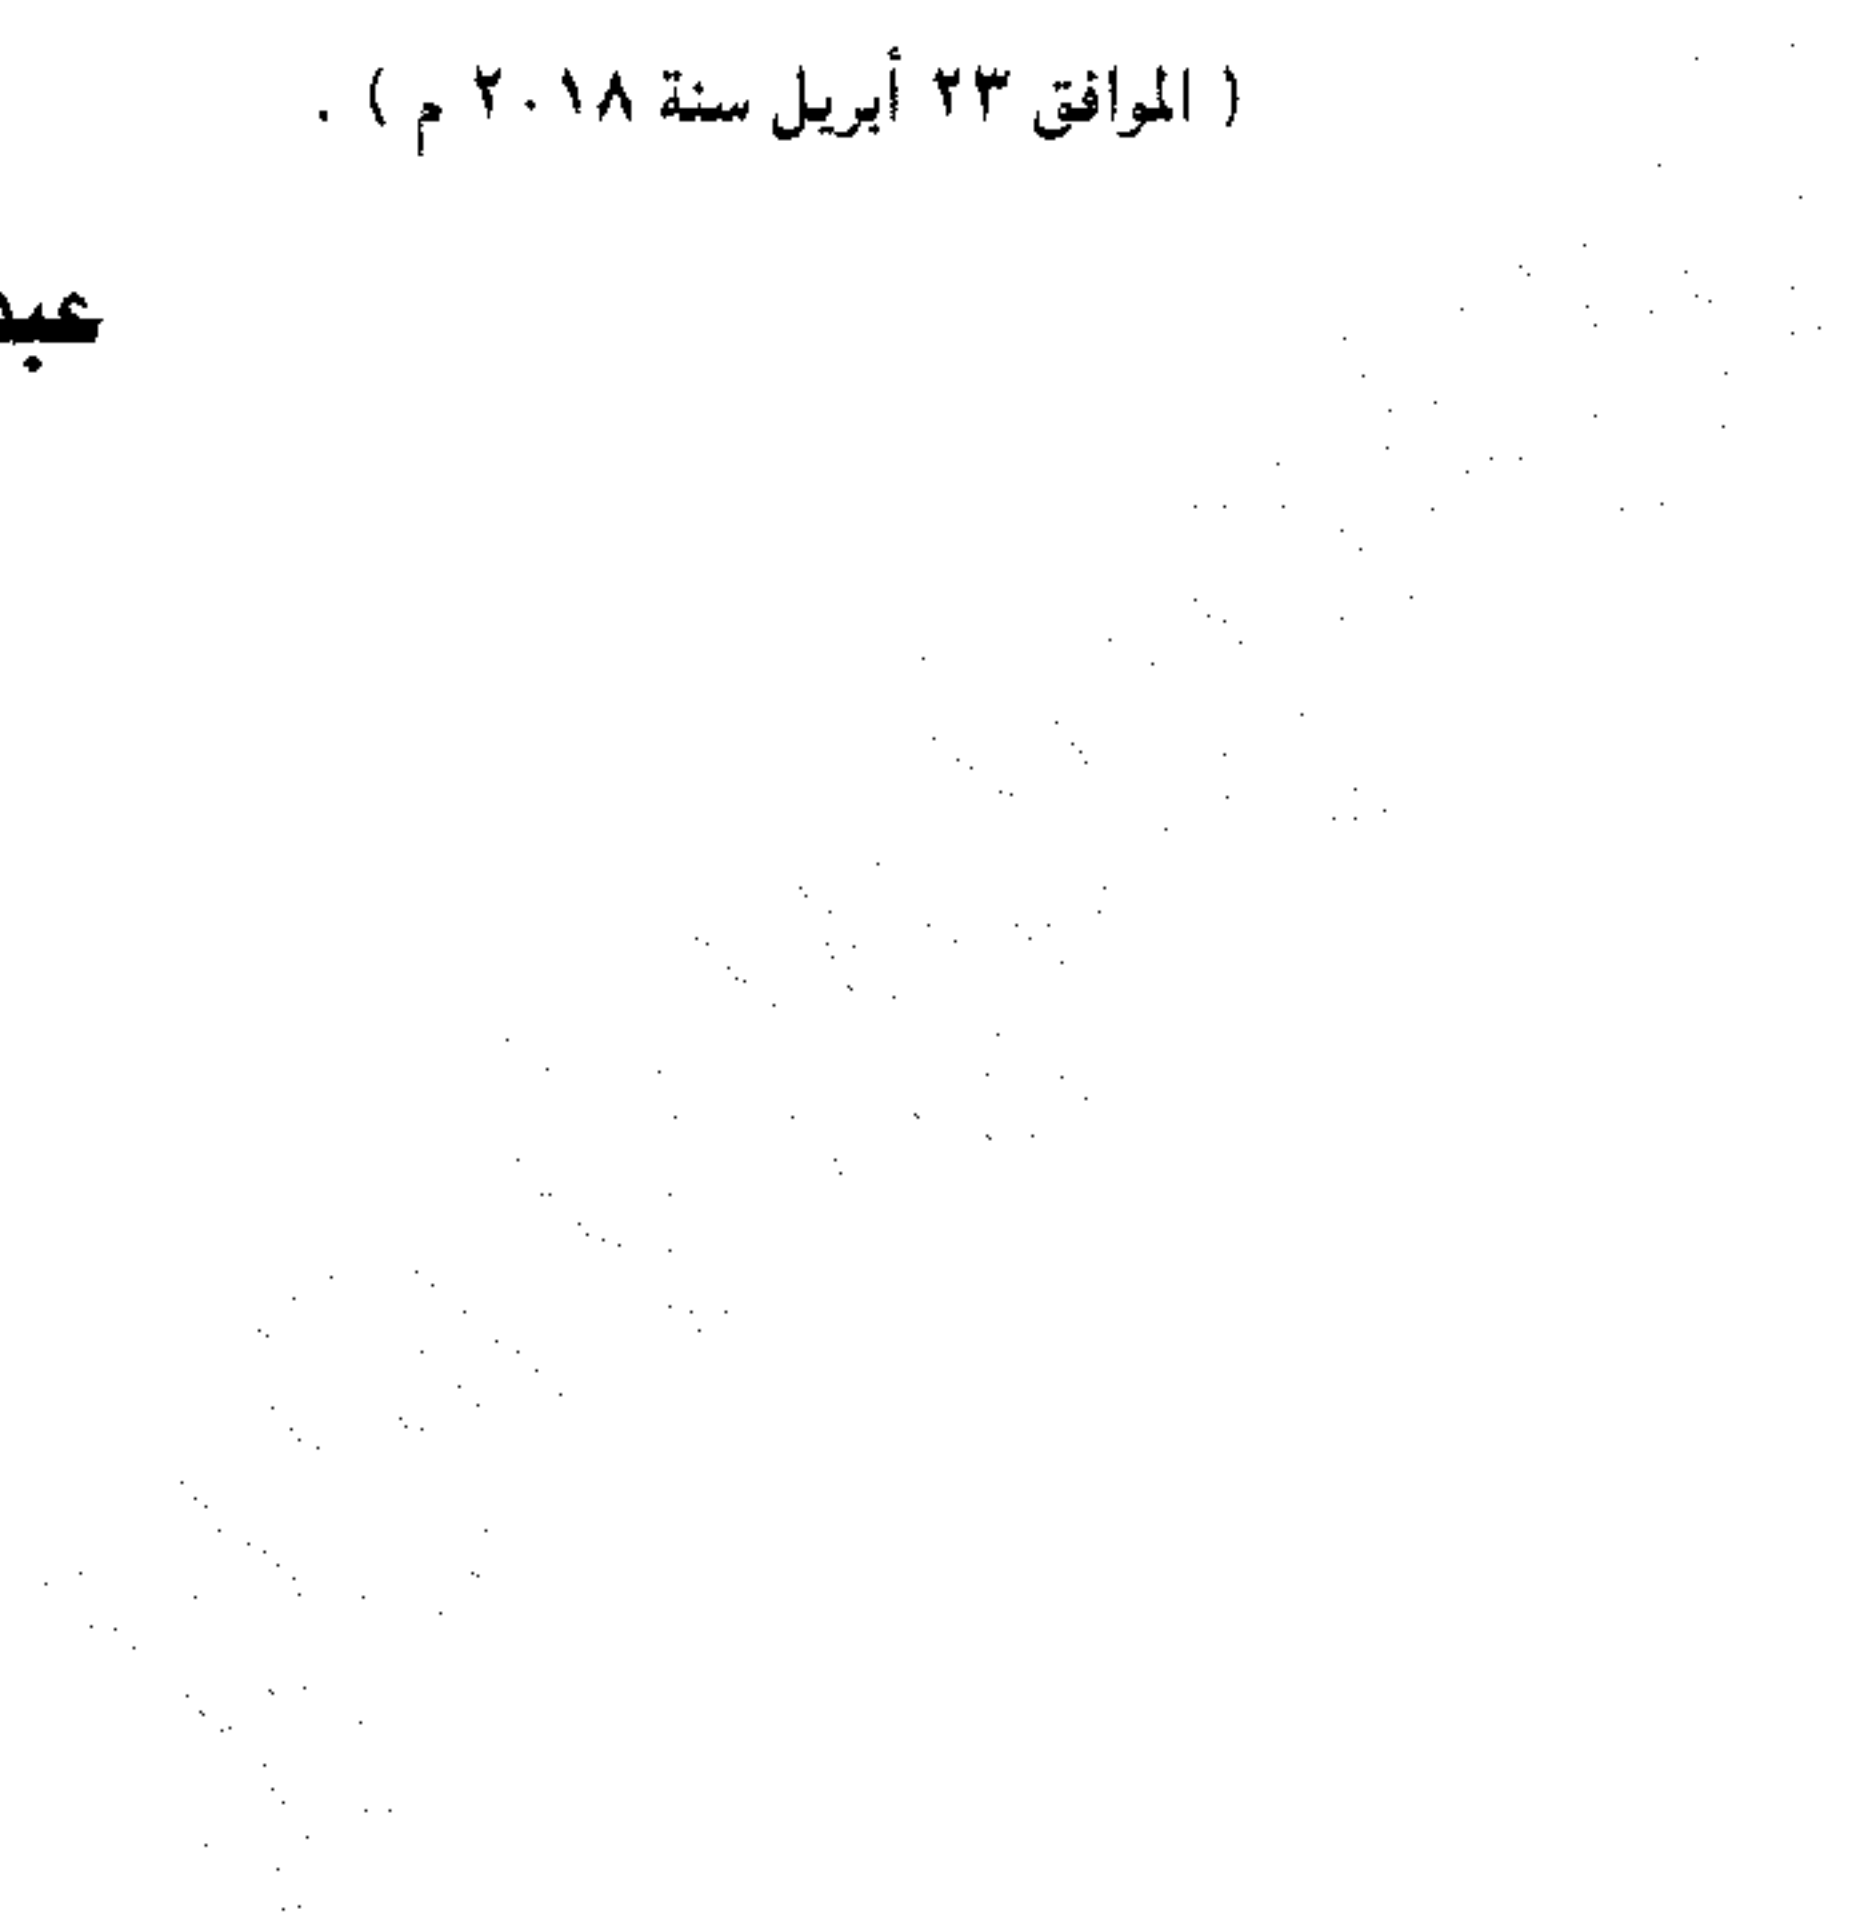 ( الموافق ٢٣ أبريل سنة ٢٠١٨ م ) .